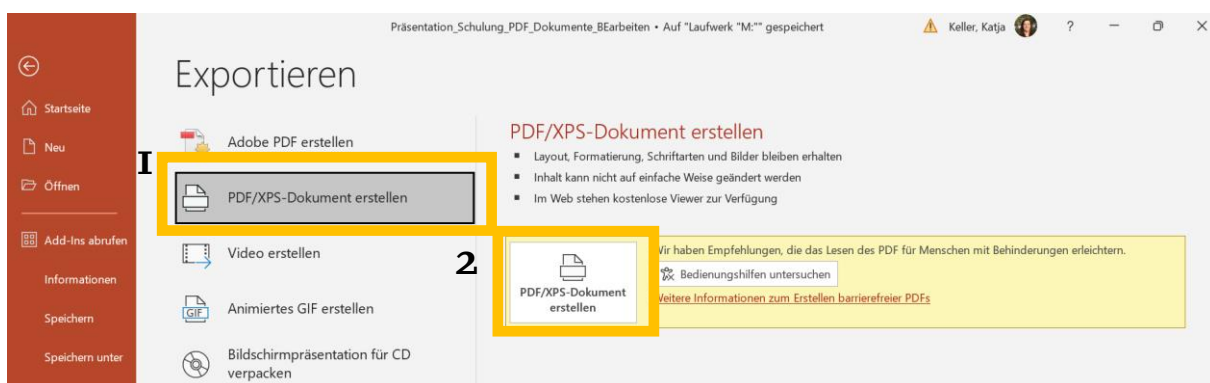 Präsentation_Schulung_PDF_Dokumente_BEarbeiten • Auf "Laufwerk "M:"" gespeichert
Keller, Katja
?
Exportieren
Startseite
Neu
Öffnen
Add-Ins abrufen
Informationen
Speichern
Speichern unter
Adobe PDF erstellen
1
PDF/XPS-Dokument erstellen
Video erstellen
GIF
Animiertes GIF erstellen
Bildschirmpräsentation für CD
verpacken
PDF/XPS-Dokument erstellen
▪ Layout, Formatierung, Schriftarten und Bilder bleiben erhalten
▪ Inhalt kann nicht auf einfache Weise geändert werden
▪ Im Web stehen kostenlose Viewer zur Verfügung
2
PDF/XPS-Dokument
erstellen
Wir haben Empfehlungen, die das Lesen des PDF für Menschen mit Behinderungen erleichtern.
Bedienungshilfen untersuchen
Weitere Informationen zum Erstellen barrierefreier PDFs